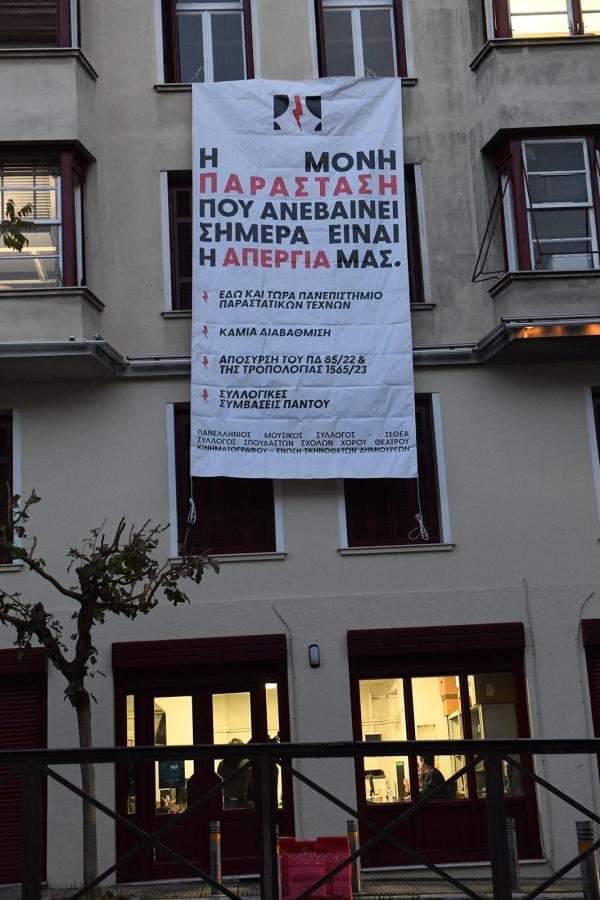 Η ΜΟΝΗ
ΠΑΡΑΣΤΑΣΗ
ΠΟΥ ΑΝΕΒΑΙΝΕΙ
ΣΗΜΕΡΑ ΕΙΝΑΙ
Η ΑΠΕΡΓΙΑ ΜΑΣ.
ΕΔΩ ΚΑΙ ΤΩΡΑ ΠΑΝΕΠΙΣΤΗΜΙΟ
ΠΑΡΑΣΤΑΤΙΚΩΝ ΤΕΧΝΩΝ
ΚΑΜΙΑ ΔΙΑΒΑΘΜΙΣΗ
ΑΠΟΣΥΡΣΗ ΤΟΥ ΠΔ 85/22 &
ΤΗΣ ΤΡΟΠΟΛΟΓΙΑΣ 1565/23
ΣΥΛΛΟΓΙΚΕΣ
ΣΥΜΒΑΣΕΙΣ ΠΑΝΤΟΥ
ΠΑΝΕΛΛΗΝΙΟΣ ΜΟΥΣΙΚΟΣ ΣΥΛΛΟΓΟΣ - ΣΕΘΕΑ
ΣΥΛΛΟΓΟΣ ΣΠΟΥΔΑΣΤΩΝ ΣΧΟΛΩΝ ΧΟΡΟΥ ΘΕΑΤΡΟΥ
ΚΙΝΗΜΑΤΟΓΡΑΦΟΥ - ΕΝΩΣΗ ΣΚΗΝΟΘΕΤΩΝ ΔΗΜΙΟΥΡΓΩΝ